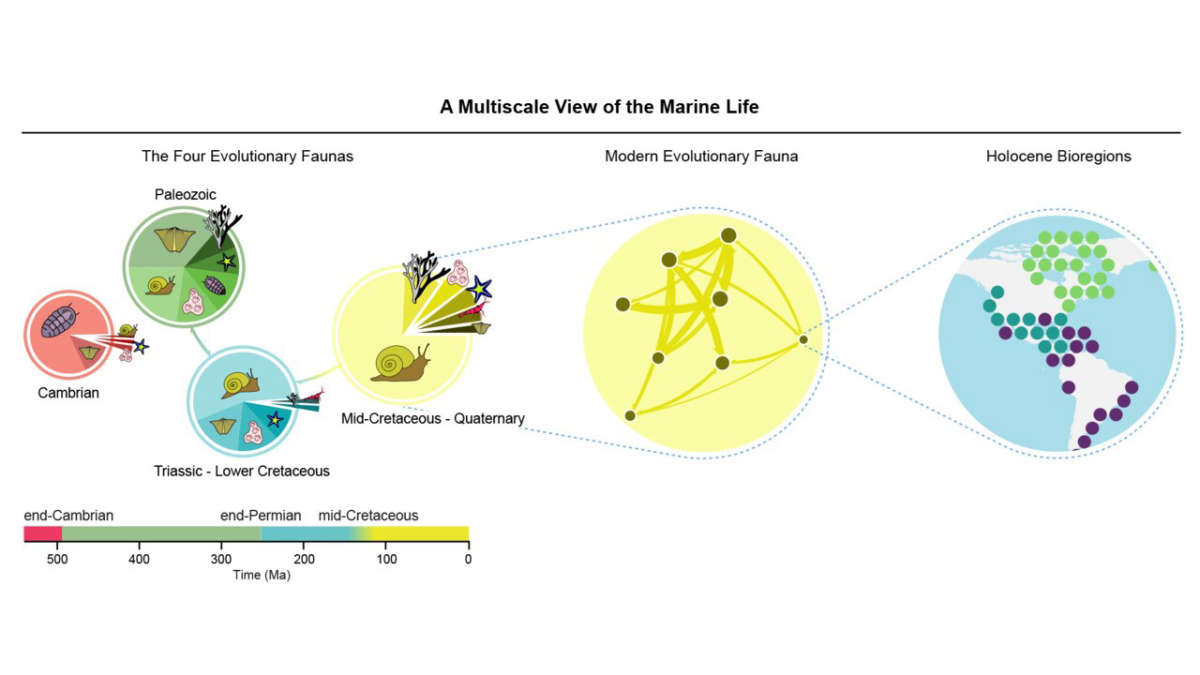 A Multiscale View of the Marine Life
The Four Evolutionary Faunas
Modern Evolutionary Fauna
Holocene Bioregions
Paleozoic
Cambrian
Mid-Cretaceous - Quaternary
Triassic - Lower Cretaceous
end-Cambrian end-Permian mid-Cretaceous
500 400 300 200 100 0
Time (Ma)